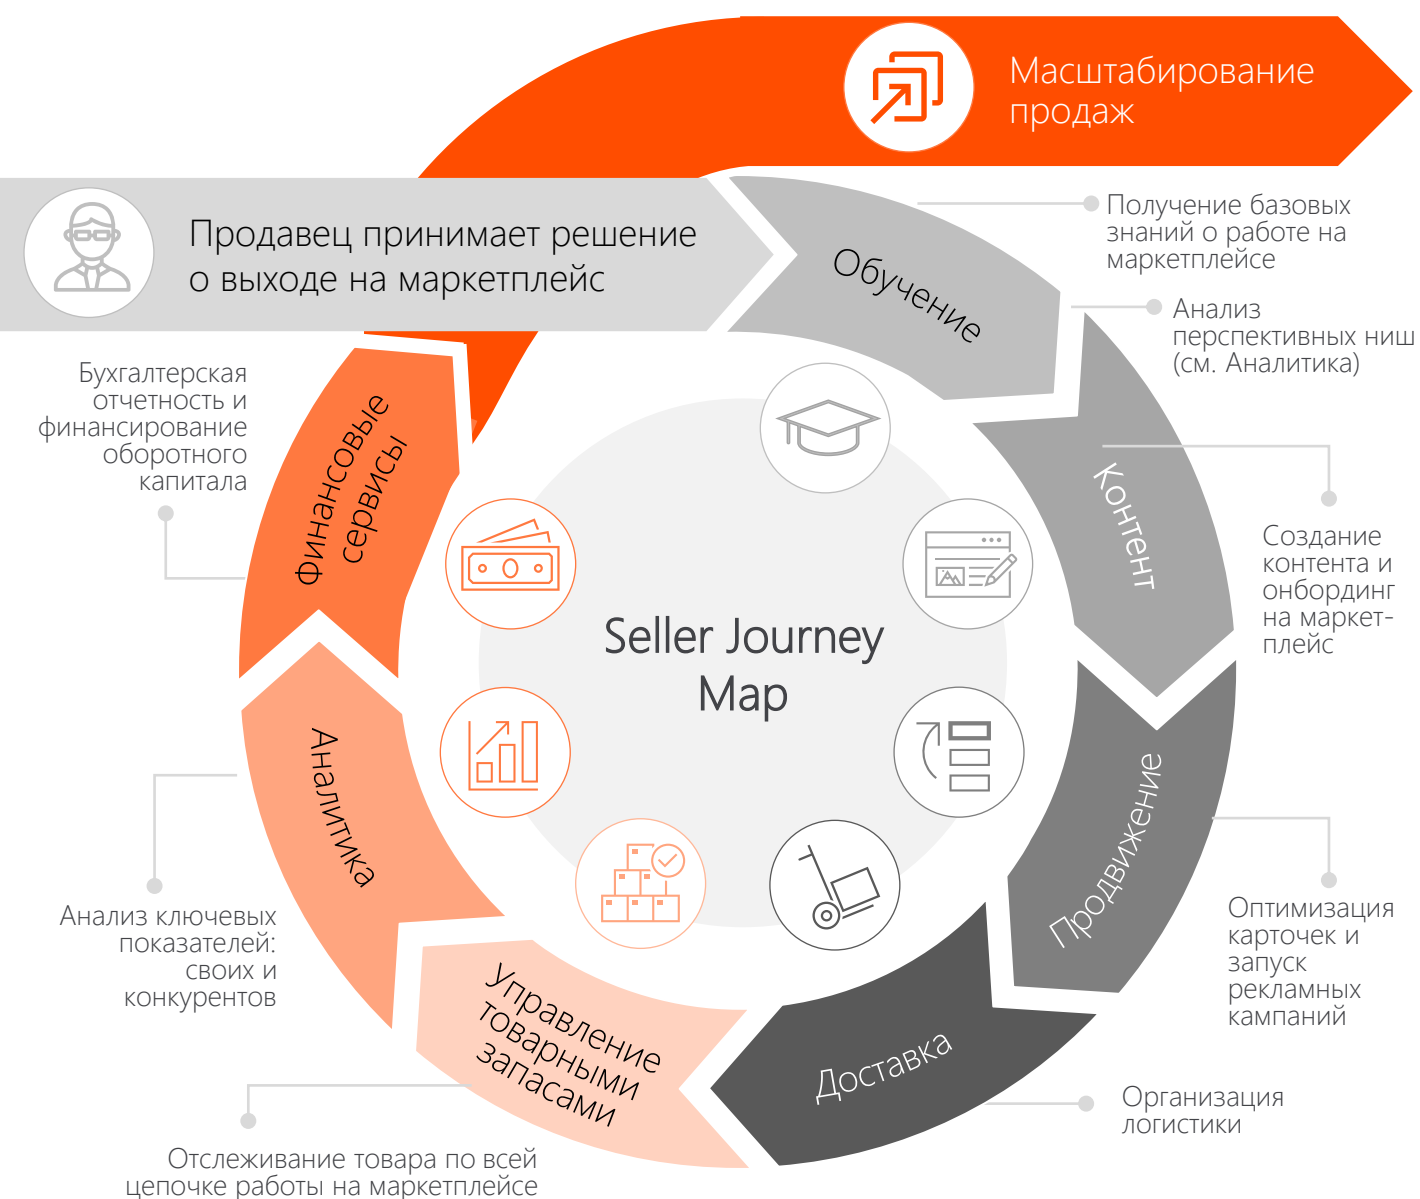 Масштабирование
продаж
Продавец принимает решение
о выходе на маркетплейс
Обучение
Получение базовых
знаний о работе на
маркетплейсе
Анализ
перспективных ниш
(см. Аналитика)
Контент
Создание
контента и
онбординг
на маркет-
плейс
Продвижение
Оптимизация
карточек и
запуск
рекламных
кампаний
Доставка
Организация
логистики
Управление
товарными
запасами
Отслеживание товара по всей
цепочке работы на маркетплейсе
Аналитика
Анализ ключевых
показателей:
своих и
конкурентов
Финансовые
сервисы
Бухгалтерская
отчетность и
финансирование
оборотного
капитала
Seller Journey
Map